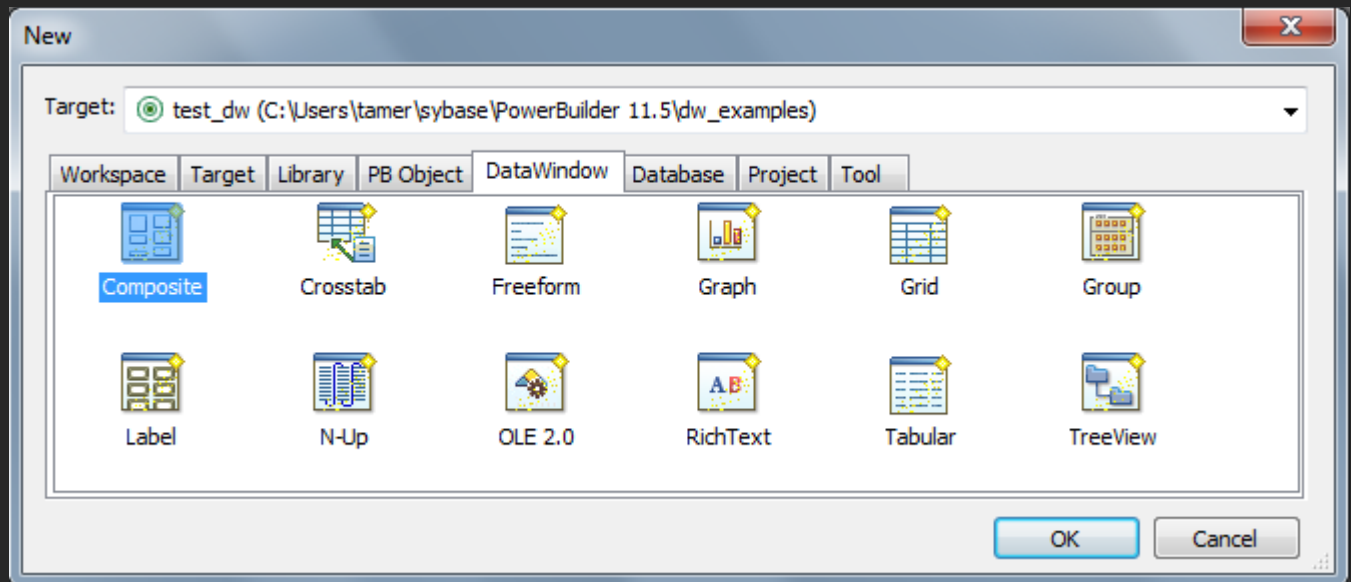 New
Target: test_dw (C:\Users\tamer\sybase\PowerBuilder 11.5\dw_examples)
Workspace Target Library PB Object DataWindow Database Project Tool
Composite Crosstab Freeform Graph Grid Group
Label N-Up OLE 2.0 RichText Tabular TreeView
OK Cancel